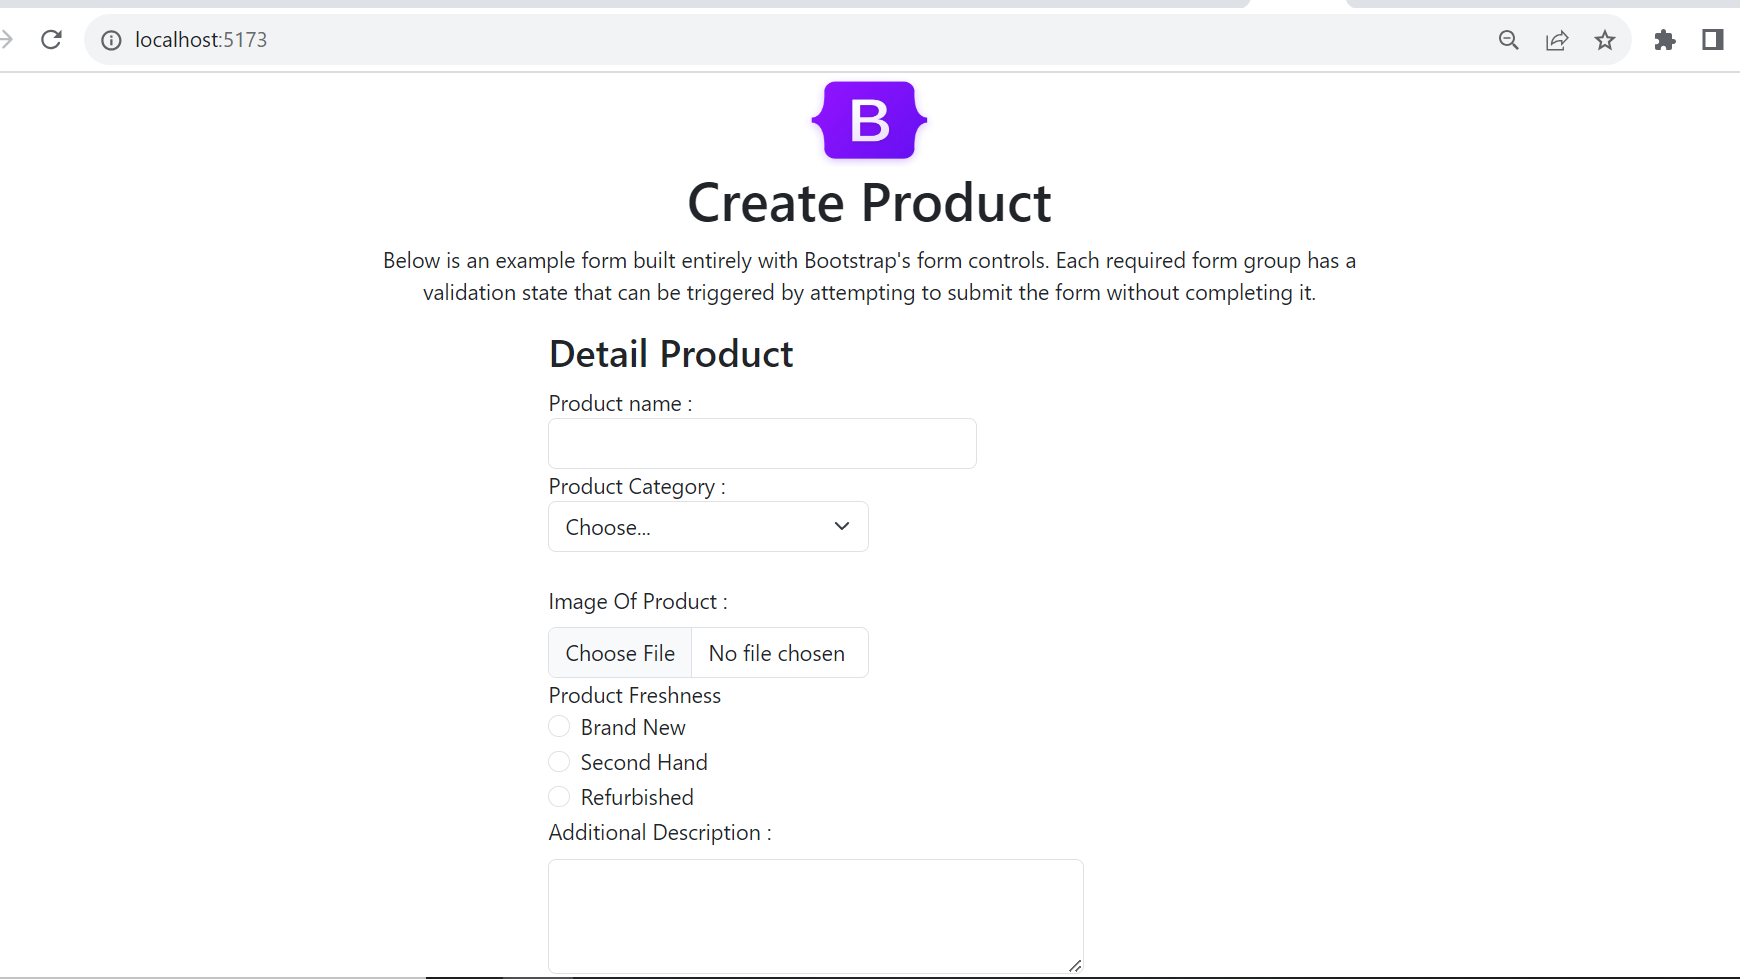 localhost:5173
B
Create Product
Below is an example form built entirely with Bootstrap's form controls. Each required form group has a
validation state that can be triggered by attempting to submit the form without completing it.
Detail Product
Product name :
Product Category :
Choose...
Image Of Product :
Choose File No file chosen
Product Freshness
Brand New
Second Hand
Refurbished
Additional Description :